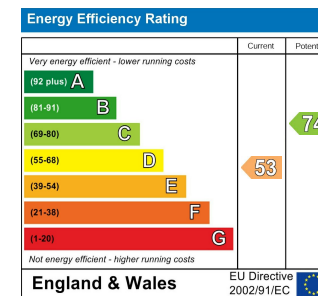 Energy Efficiency Rating
Current Potent
Very energy efficient - lower running costs
(92 plus) A
(81-91) B
(69-80) C
74
(55-68) D
53
(39-54) E
(21-38) F
(1-20) G
Not energy efficient - higher running costs
England & Wales
EU Directive
2002/91/EC